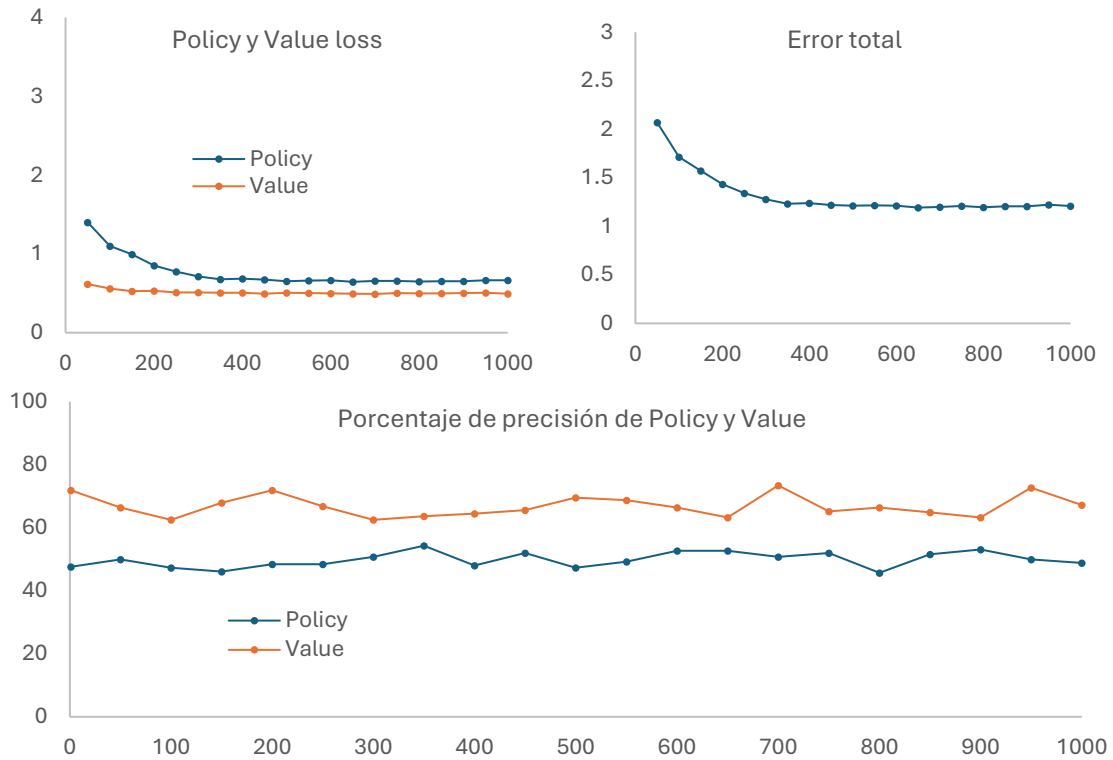 Policy y Value loss
4
3
2
1
0
Policy
Value
0 200 400 600 800 1000
Error total
3
2.5
2
1.5
1
0.5
0
0 200 400 600 800 1000
Porcentaje de precisión de Policy y Value
100
80
60
40
20
0
Policy
Value
0 100 200 300 400 500 600 700 800 900 1000